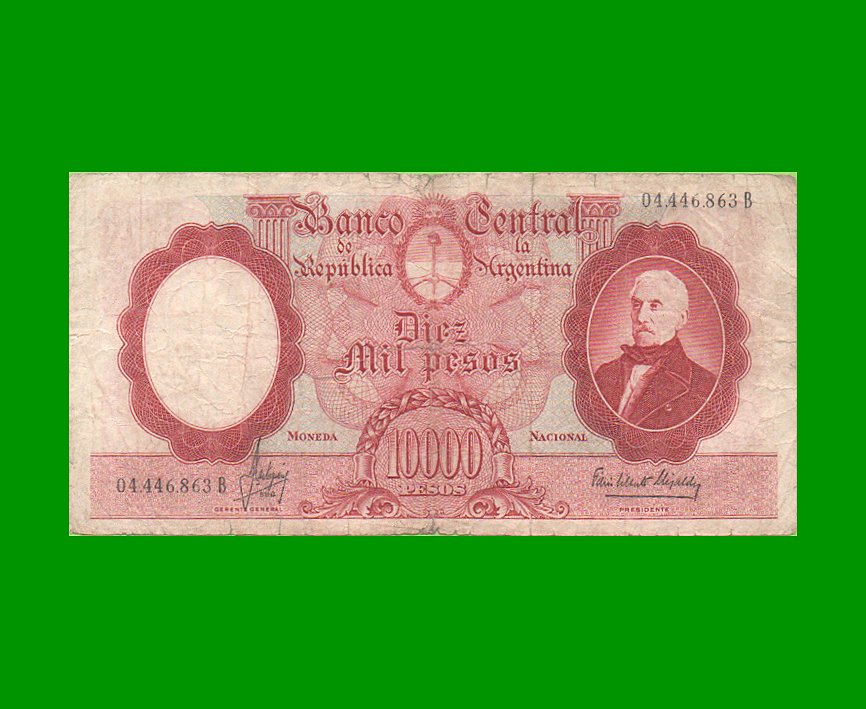 04.446.863 B
Banco Central
de la
República Argentina
Diez
Mil pesos
MONEDA NACIONAL
10000
PESOS
04.446.863 B
GERENTE GENERAL
PRESIDENTE